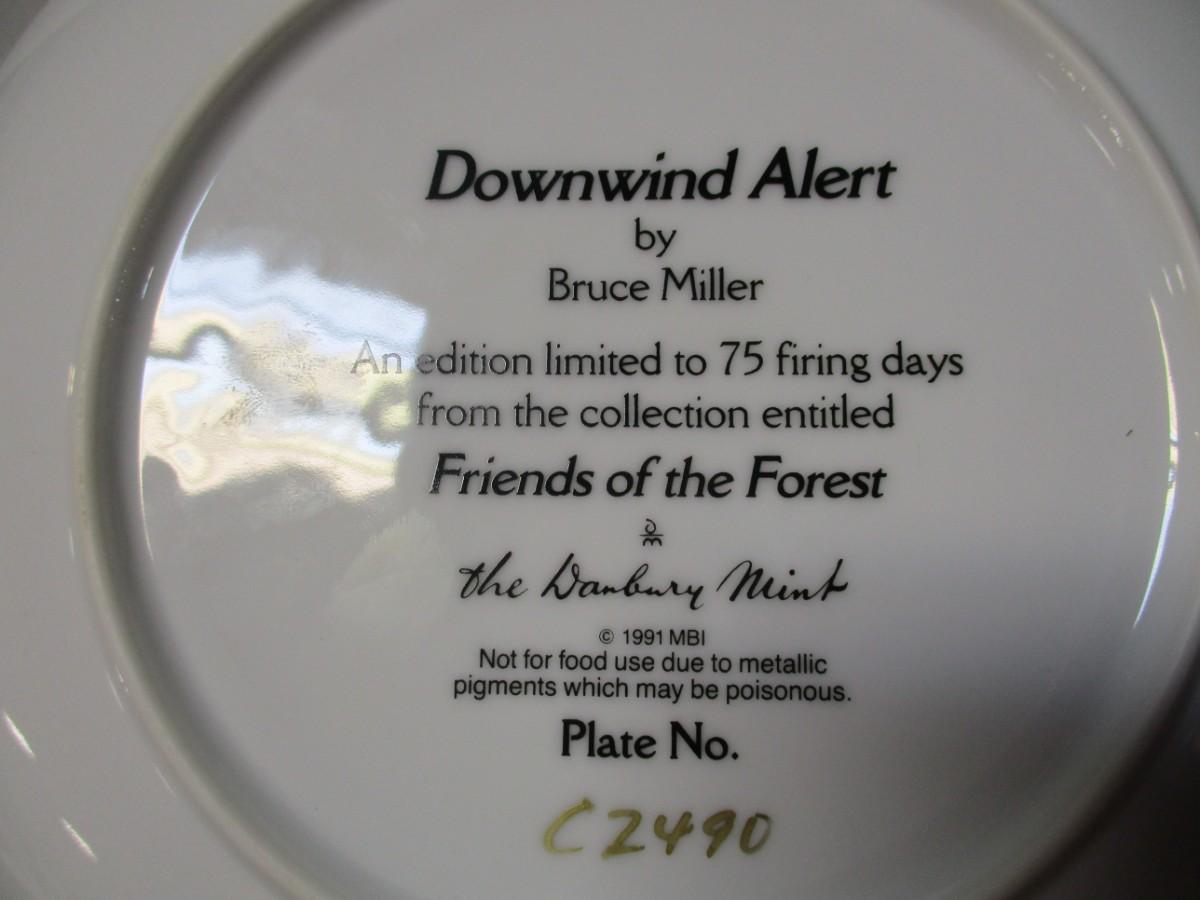 Downwind Alert
by
Bruce Miller
An edition limited to 75 firing days
from the collection entitled
Friends of the Forest
the Danbury Mint
© 1991 MBI
Not for food use due to metallic
pigments which may be poisonous.
Plate No.
C2490